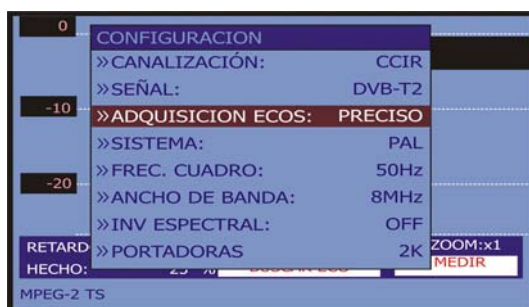 0
CONFIGURACION
»CANALIZACIÓN: CCIR
»SEÑAL: DVB-T2
-10
»ADQUISICION ECOS: PRECISO
»SISTEMA: PAL
»FREC. CUADRO: 50Hz
-20
»ANCHO DE BANDA: 8MHz
»INV ESPECTRAL: OFF
RETARD
»PORTADORAS 2K
ZOOM:x1
HECHO:
MEDIR
MPEG-2 TS